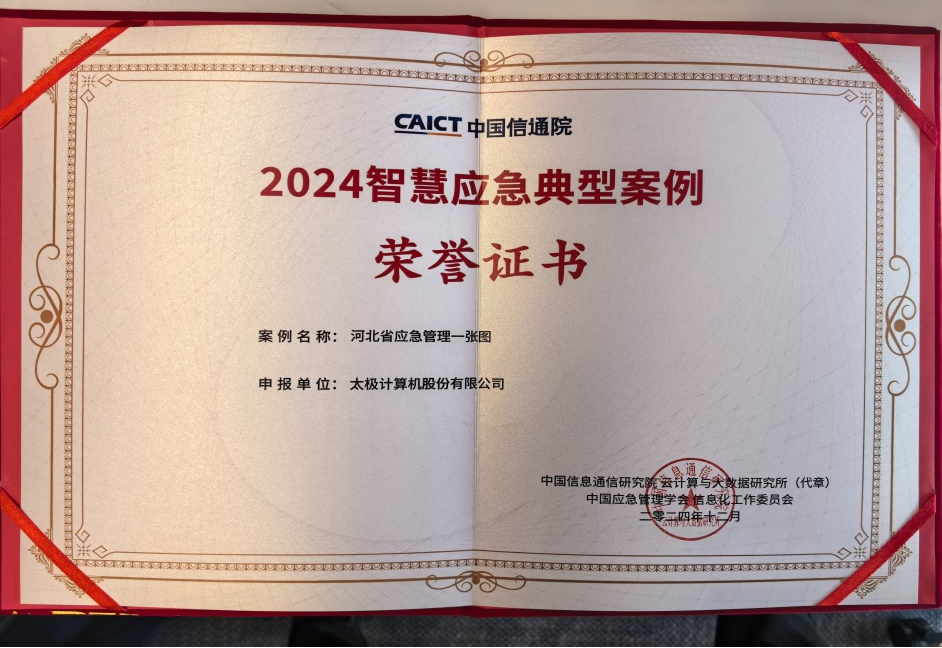 CAICT 中国信通院
2024智慧应急典型案例
荣誉证书
案例名称：河北省应急管理一张图
申报单位：太极计算机股份有限公司
中国信息通信研究院 云计算与大数据研究所（代章）
中国应急管理学会 信息化工作委员会
二零二四年十二月